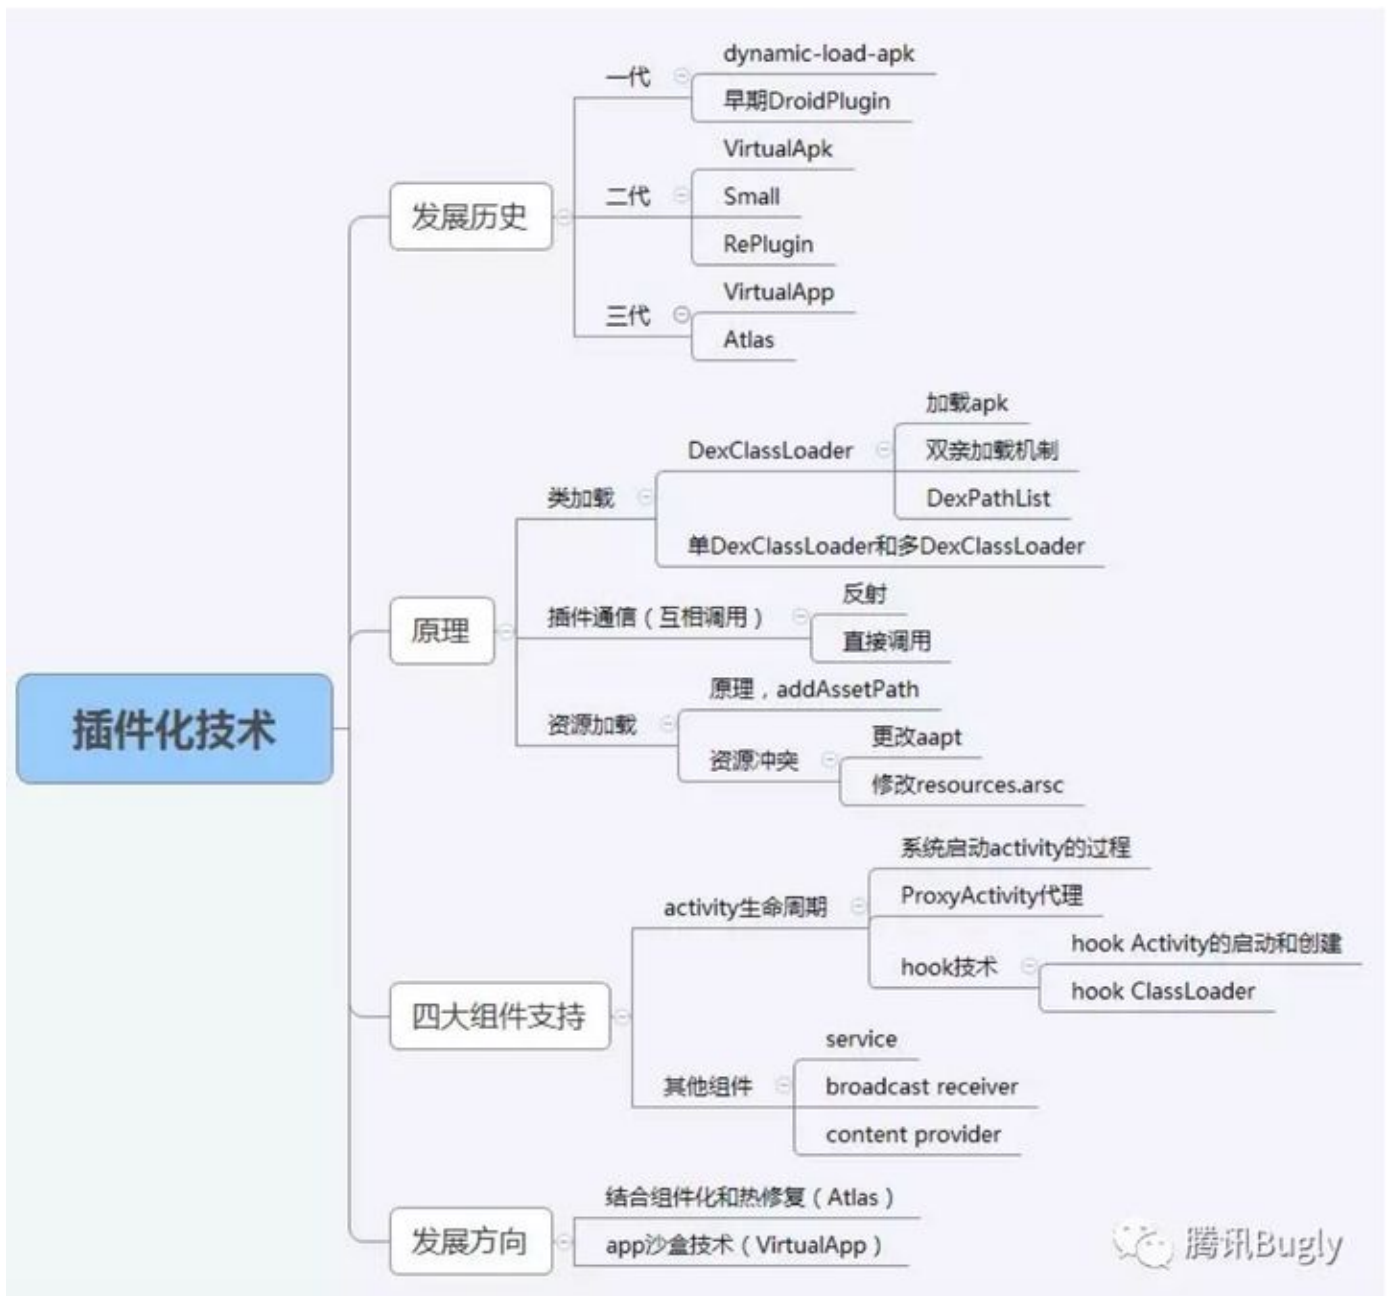 插件化技术
发展历史
一代
dynamic-load-apk
早期DroidPlugin
二代
VirtualApk
Small
RePlugin
三代
VirtualApp
Atlas
原理
类加载
DexClassLoader
加载apk
双亲加载机制
DexPathList
单DexClassLoader和多DexClassLoader
插件通信（互相调用）
反射
直接调用
资源加载
原理，addAssetPath
资源冲突
更改aapt
修改resources.arsc
四大组件支持
activity生命周期
系统启动activity的过程
ProxyActivity代理
hook技术
hook Activity的启动和创建
hook ClassLoader
其他组件
service
broadcast receiver
content provider
发展方向
结合组件化和热修复（Atlas）
app沙盒技术（VirtualApp）
腾讯Bugly